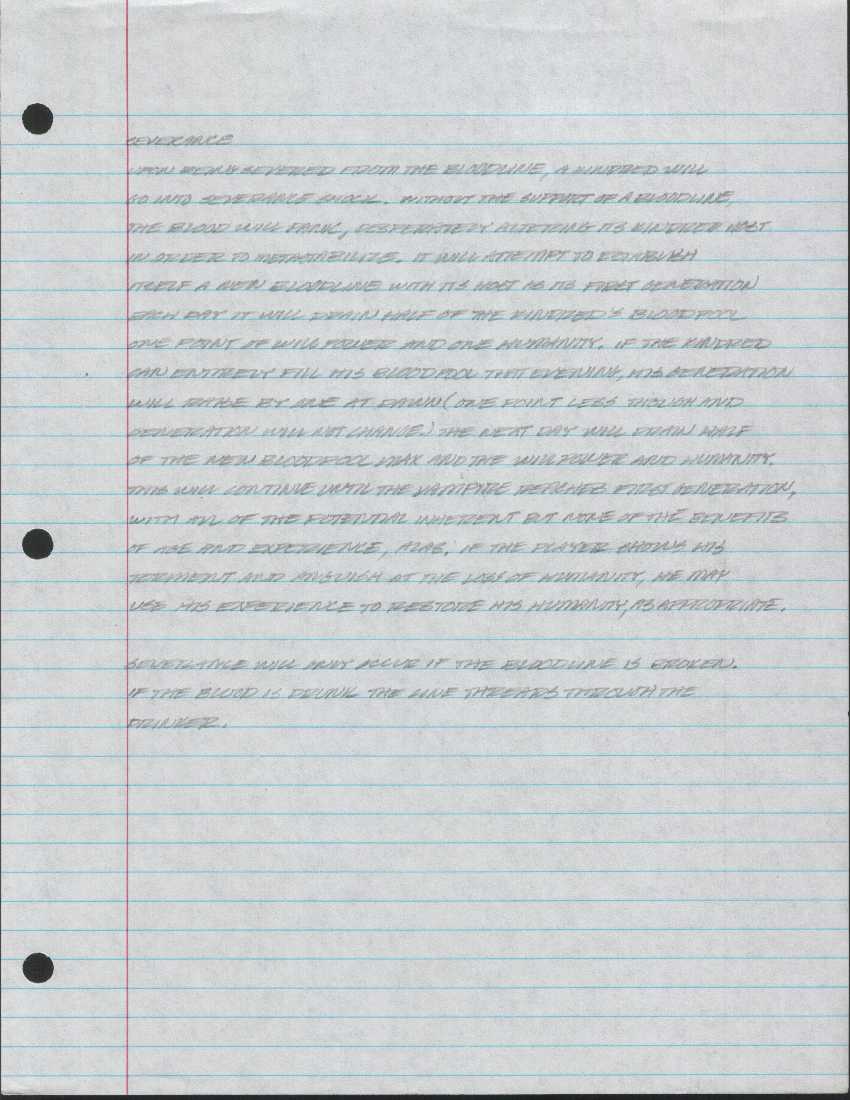 SEVERANCE
UPON BEING SEVERED FROM THE BLOODLINE, A KINDRED WILL
GO INTO SEVERANCE SHOCK. WITHOUT THE SUPPORT OF A BLOODLINE,
THE BLOOD WILL PANIC, DESPERATELY ALTERING ITS KINDRED HOST
IN ORDER TO METASTABILIZE. IT WILL ATTEMPT TO ESTABLISH
ITSELF A NEW BLOODLINE WITH ITS HOST AS ITS FIRST GENERATION
EACH DAY IT WILL DRAIN HALF OF THE KINDRED'S BLOODPOOL
ONE POINT OF WILLPOWER AND ONE HUMANITY. IF THE KINDRED
CAN ENTIRELY FILL HIS BLOODPOOL THAT EVENING, HIS GENERATION
WILL RAISE BY ONE AT DAWN (ONE POINT LESS THOUGH AND
GENERATION WILL NOT CHANGE.) THE NEXT DAY WILL DRAIN HALF
OF THE NEW BLOODPOOL MAX AND THE WILLPOWER AND HUMANITY.
THIS WILL CONTINUE UNTIL THE VAMPIRE REACHES FIRST GENERATION,
WITH ALL OF THE POTENTIAL INHERENT BUT NONE OF THE BENEFITS
OF AGE AND EXPERIENCE, ALAS. IF THE PLAYER SHOWS HIS
TORMENT AND ANGUISH AT THE LOSS OF HUMANITY, HE MAY
USE HIS EXPERIENCE TO RESTORE HIS HUMANITY, AS APPROPRIATE.
SEVERANCE WILL ONLY OCCUR IF THE BLOODLINE IS BROKEN.
IF THE BLOOD IS DRUNK THE LINE THREADS THROUGH THE
DRINKER.